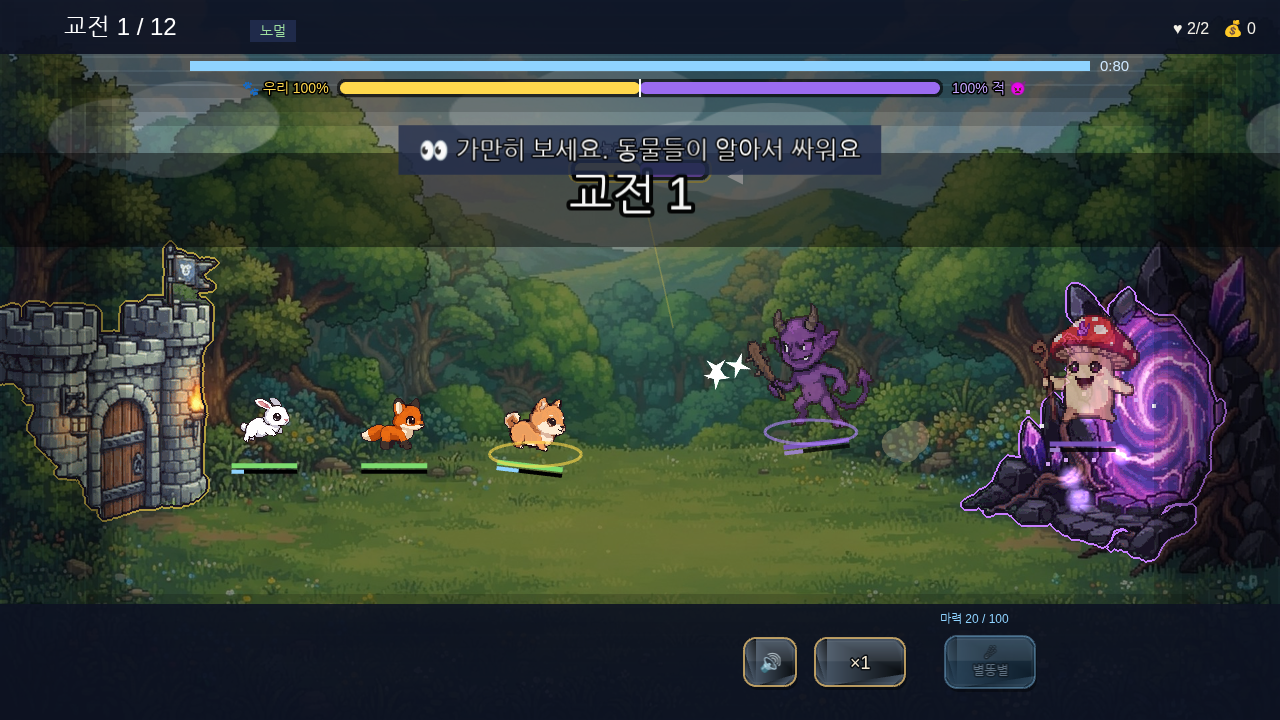 교전 1 / 12
노멀
♥ 2/2 💰 0
0:80
우리 100%
100% 적
👀 가만히 보세요. 동물들이 알아서 싸워요
교전 1
마력 20 / 100
×1
별똥별